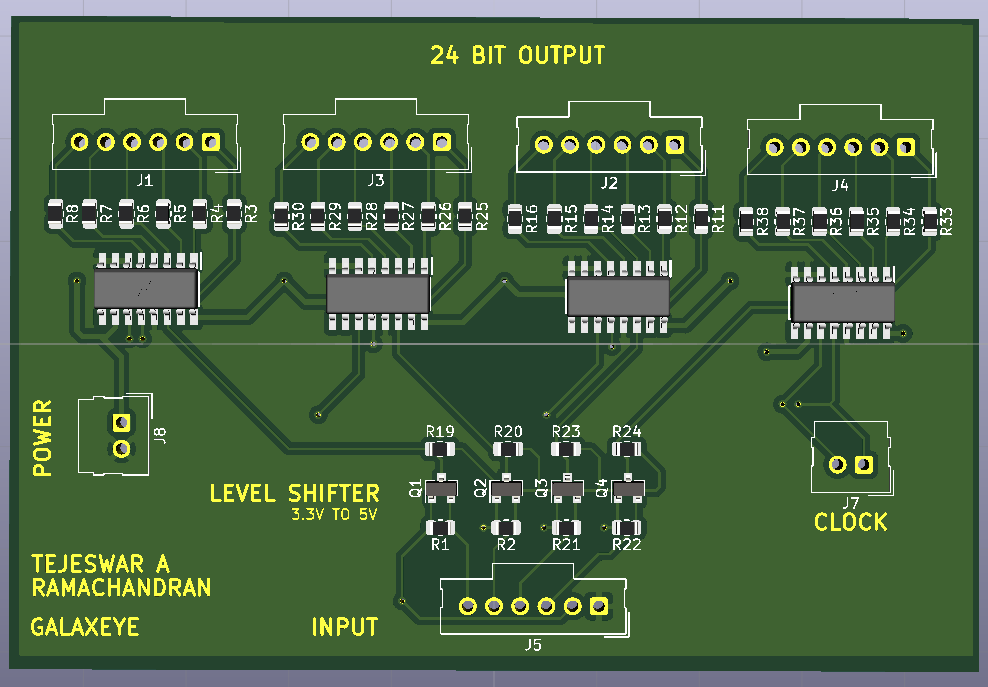 24 BIT OUTPUT
J1
J3
J2
J4
R8 R7 R6 R5 R4 R3
R30 R29 R28 R27 R26 R25
R16 R15 R14 R13 R12 R11
R38 R37 R36 R35 R34 R33
POWER
J8
R19 R20 R23 R24
Q1 Q2 Q3 Q4
LEVEL SHIFTER
3.3V TO 5V
J7
CLOCK
R1 R2 R21 R22
TEJESWAR A
RAMACHANDRAN
GALAXEYE
INPUT
J5